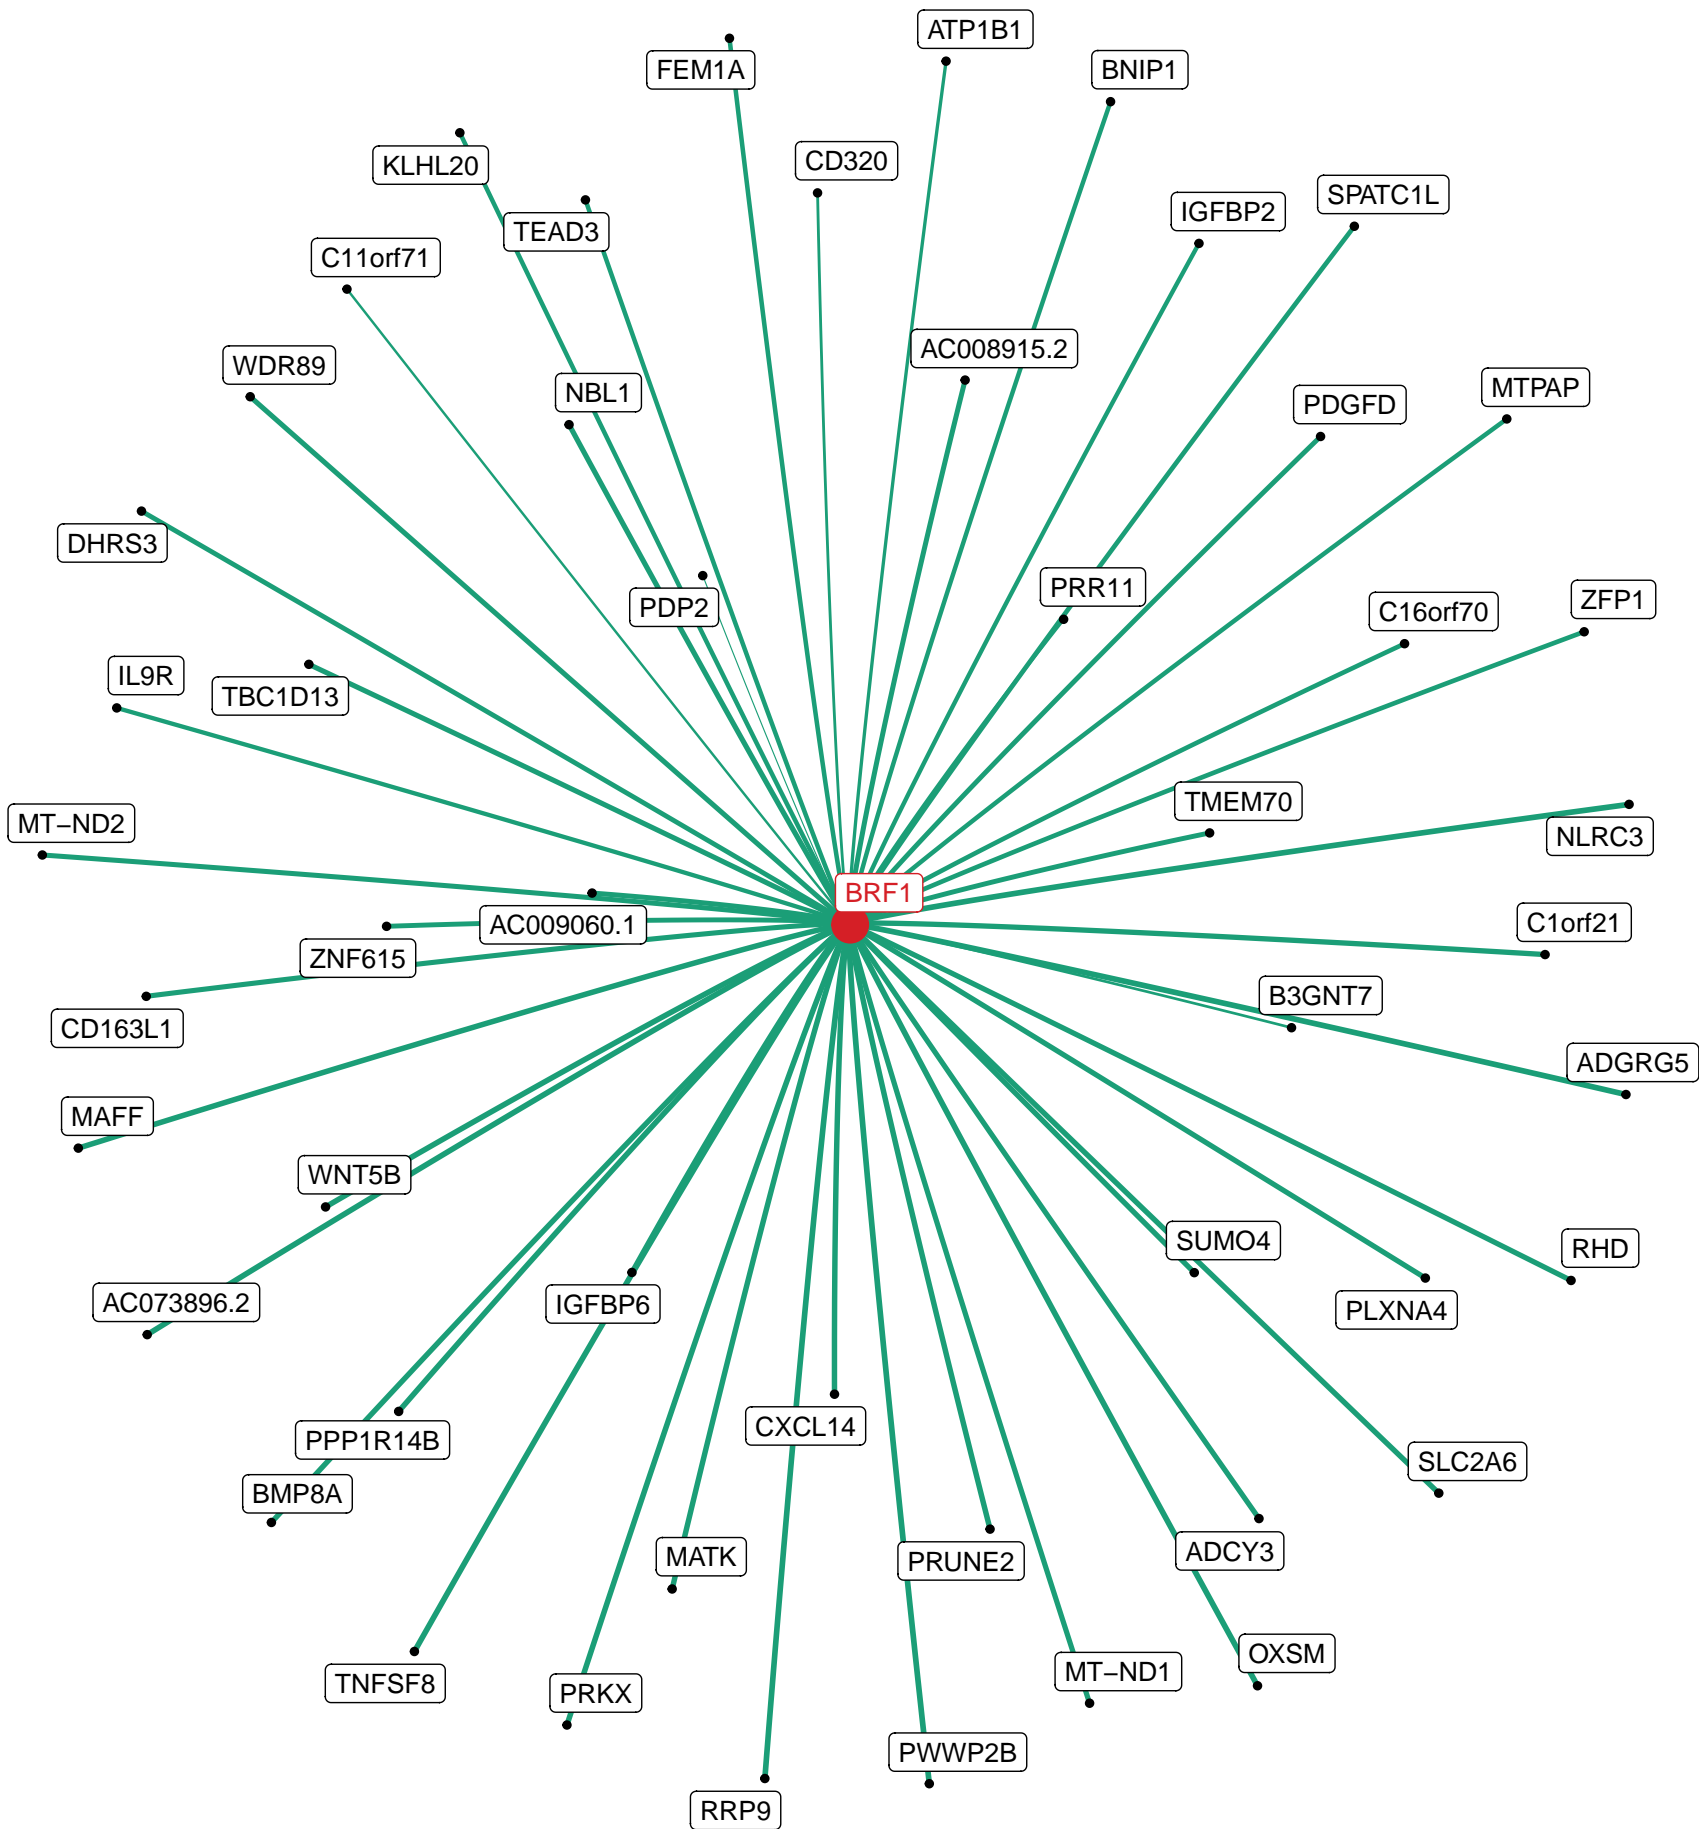 ATP1B1
FEM1A
BNIP1
CD320
KLHL20
SPATC1L
IGFBP2
TEAD3
C11orf71
AC008915.2
WDR89
MTPAP
NBL1
PDGFD
DHRS3
PRR11
ZFP1
PDP2
C16orf70
IL9R
TBC1D13
TMEM70
MT−ND2
NLRC3
BRF1
C1orf21
AC009060.1
ZNF615
B3GNT7
CD163L1
ADGRG5
MAFF
WNT5B
SUMO4
RHD
AC073896.2
IGFBP6
PLXNA4
CXCL14
PPP1R14B
SLC2A6
BMP8A
ADCY3
MATK
PRUNE2
OXSM
MT−ND1
TNFSF8
PRKX
PWWP2B
RRP9